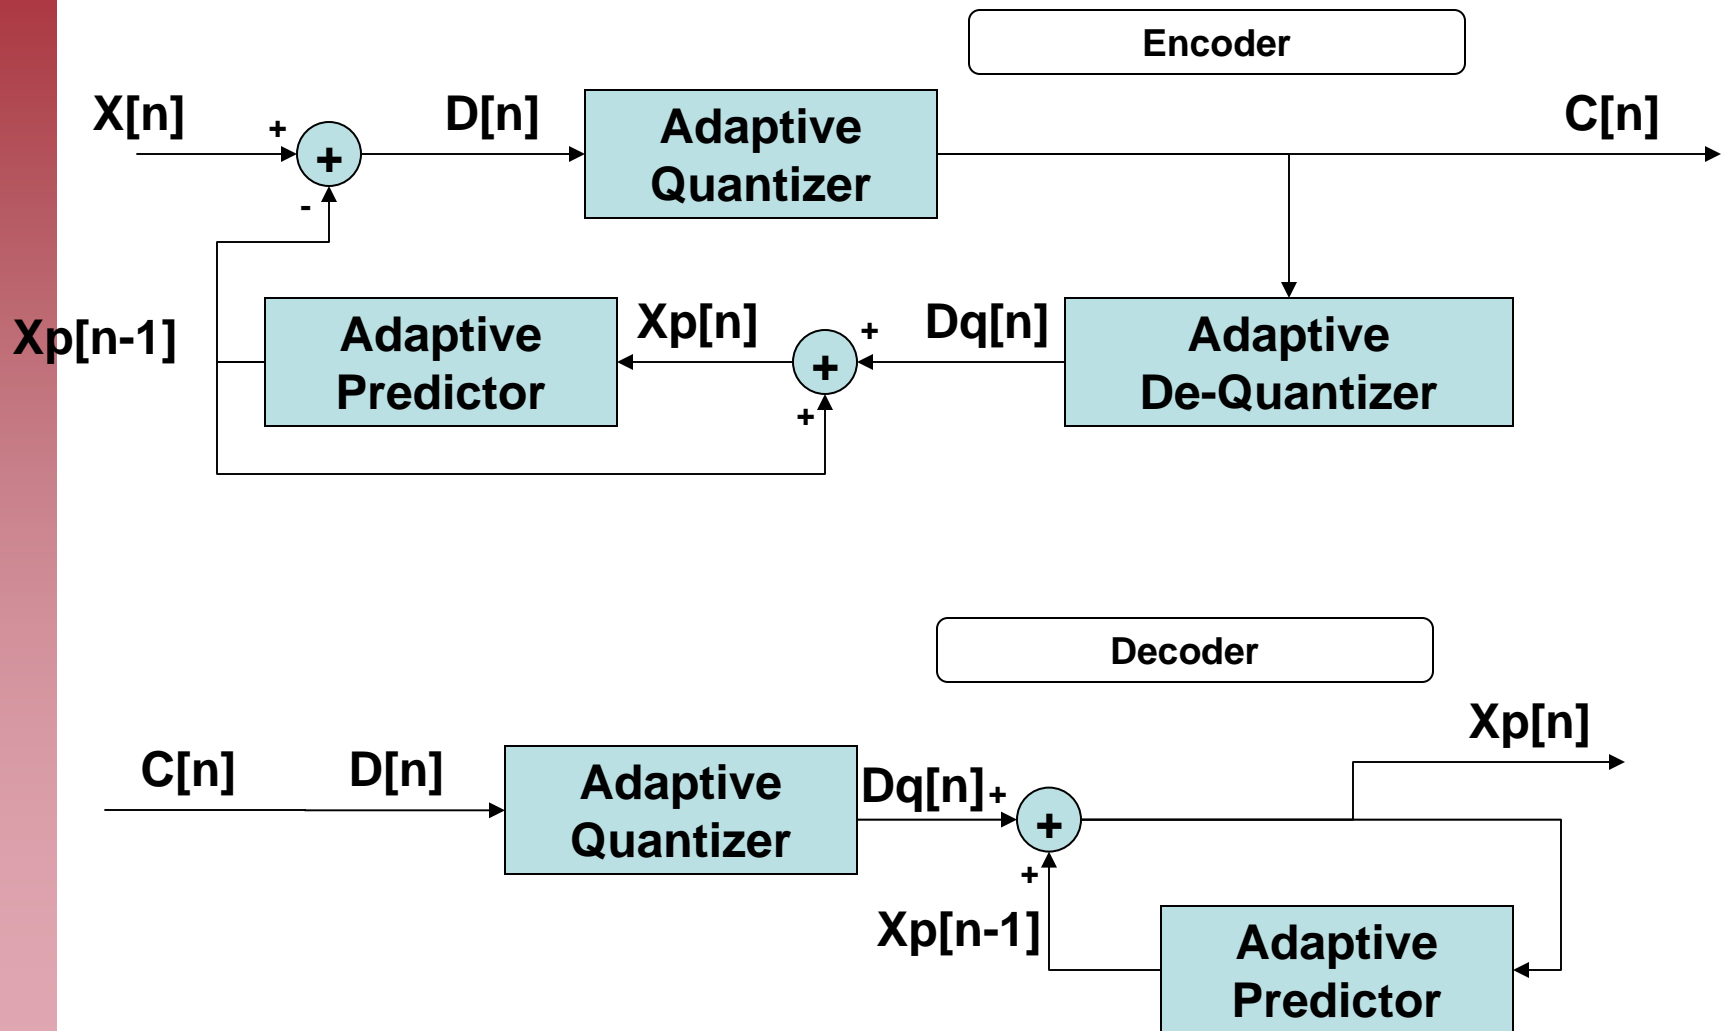 Encoder
X[n]
+
+
-
D[n]
Adaptive
Quantizer
C[n]
Xp[n-1]
Adaptive
Predictor
Xp[n]
+
+
+
Dq[n]
Adaptive
De-Quantizer
Decoder
C[n]
D[n]
Adaptive
Quantizer
Dq[n]
+
+
+
Xp[n]
Xp[n-1]
Adaptive
Predictor